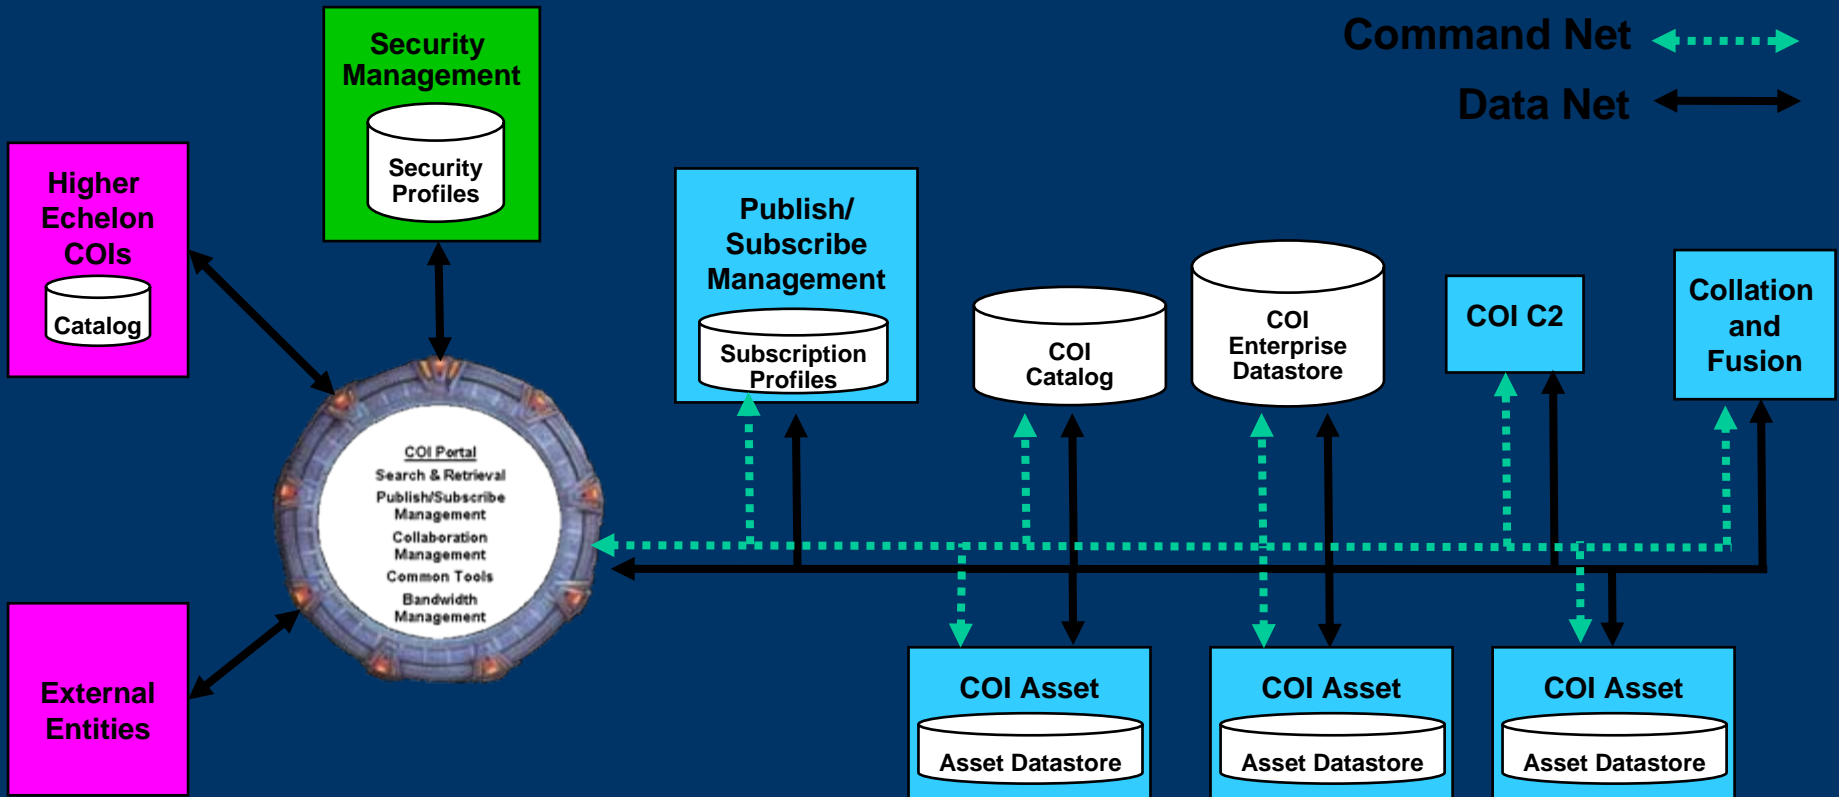 Command Net
Data Net
Security
Management
Security
Profiles
Higher
Echelon
COIs
Catalog
Publish/
Subscribe
Management
Subscription
Profiles
COI
Catalog
COI
Enterprise
Datastore
COI C2
Collation
and
Fusion
COI Portal
Search & Retrieval
Publish/Subscribe
Management
Collaboration
Management
Common Tools
Bandwidth
Management
External
Entities
COI Asset
Asset Datastore
COI Asset
Asset Datastore
COI Asset
Asset Datastore